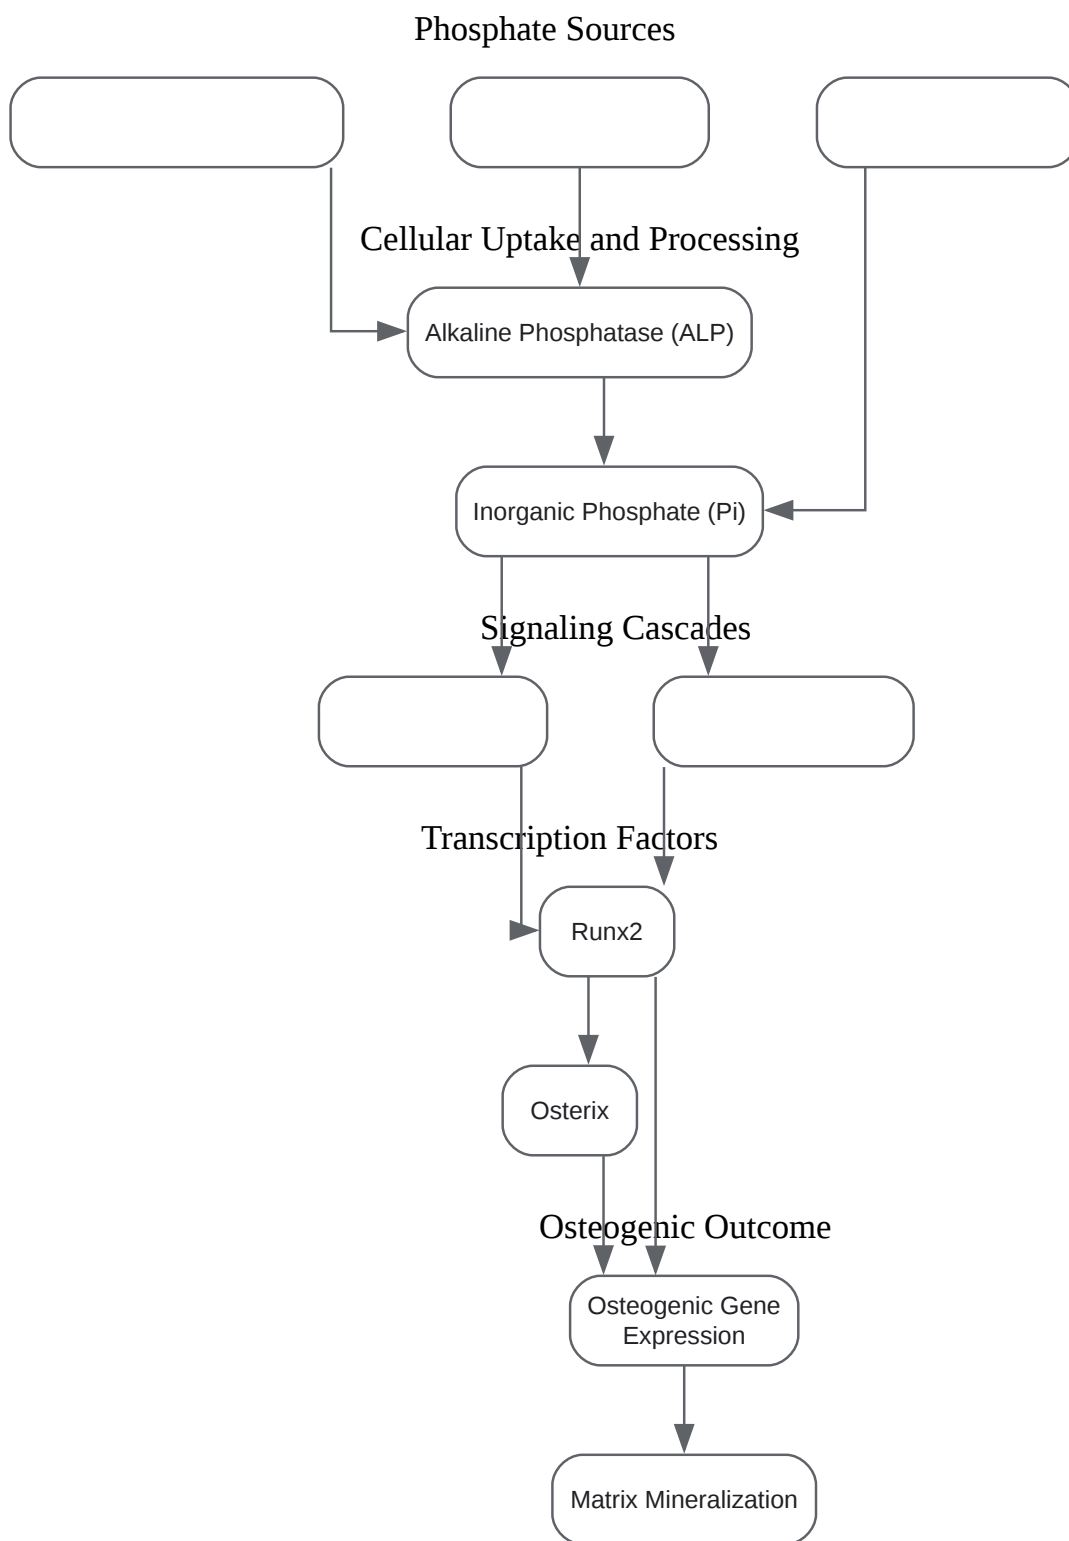 Phosphate Sources
Cellular Uptake and Processing
Alkaline Phosphatase (ALP)
Inorganic Phosphate (Pi)
Signaling Cascades
Transcription Factors
Runx2
Osterix
Osteogenic Outcome
Osteogenic Gene
Expression
Matrix Mineralization